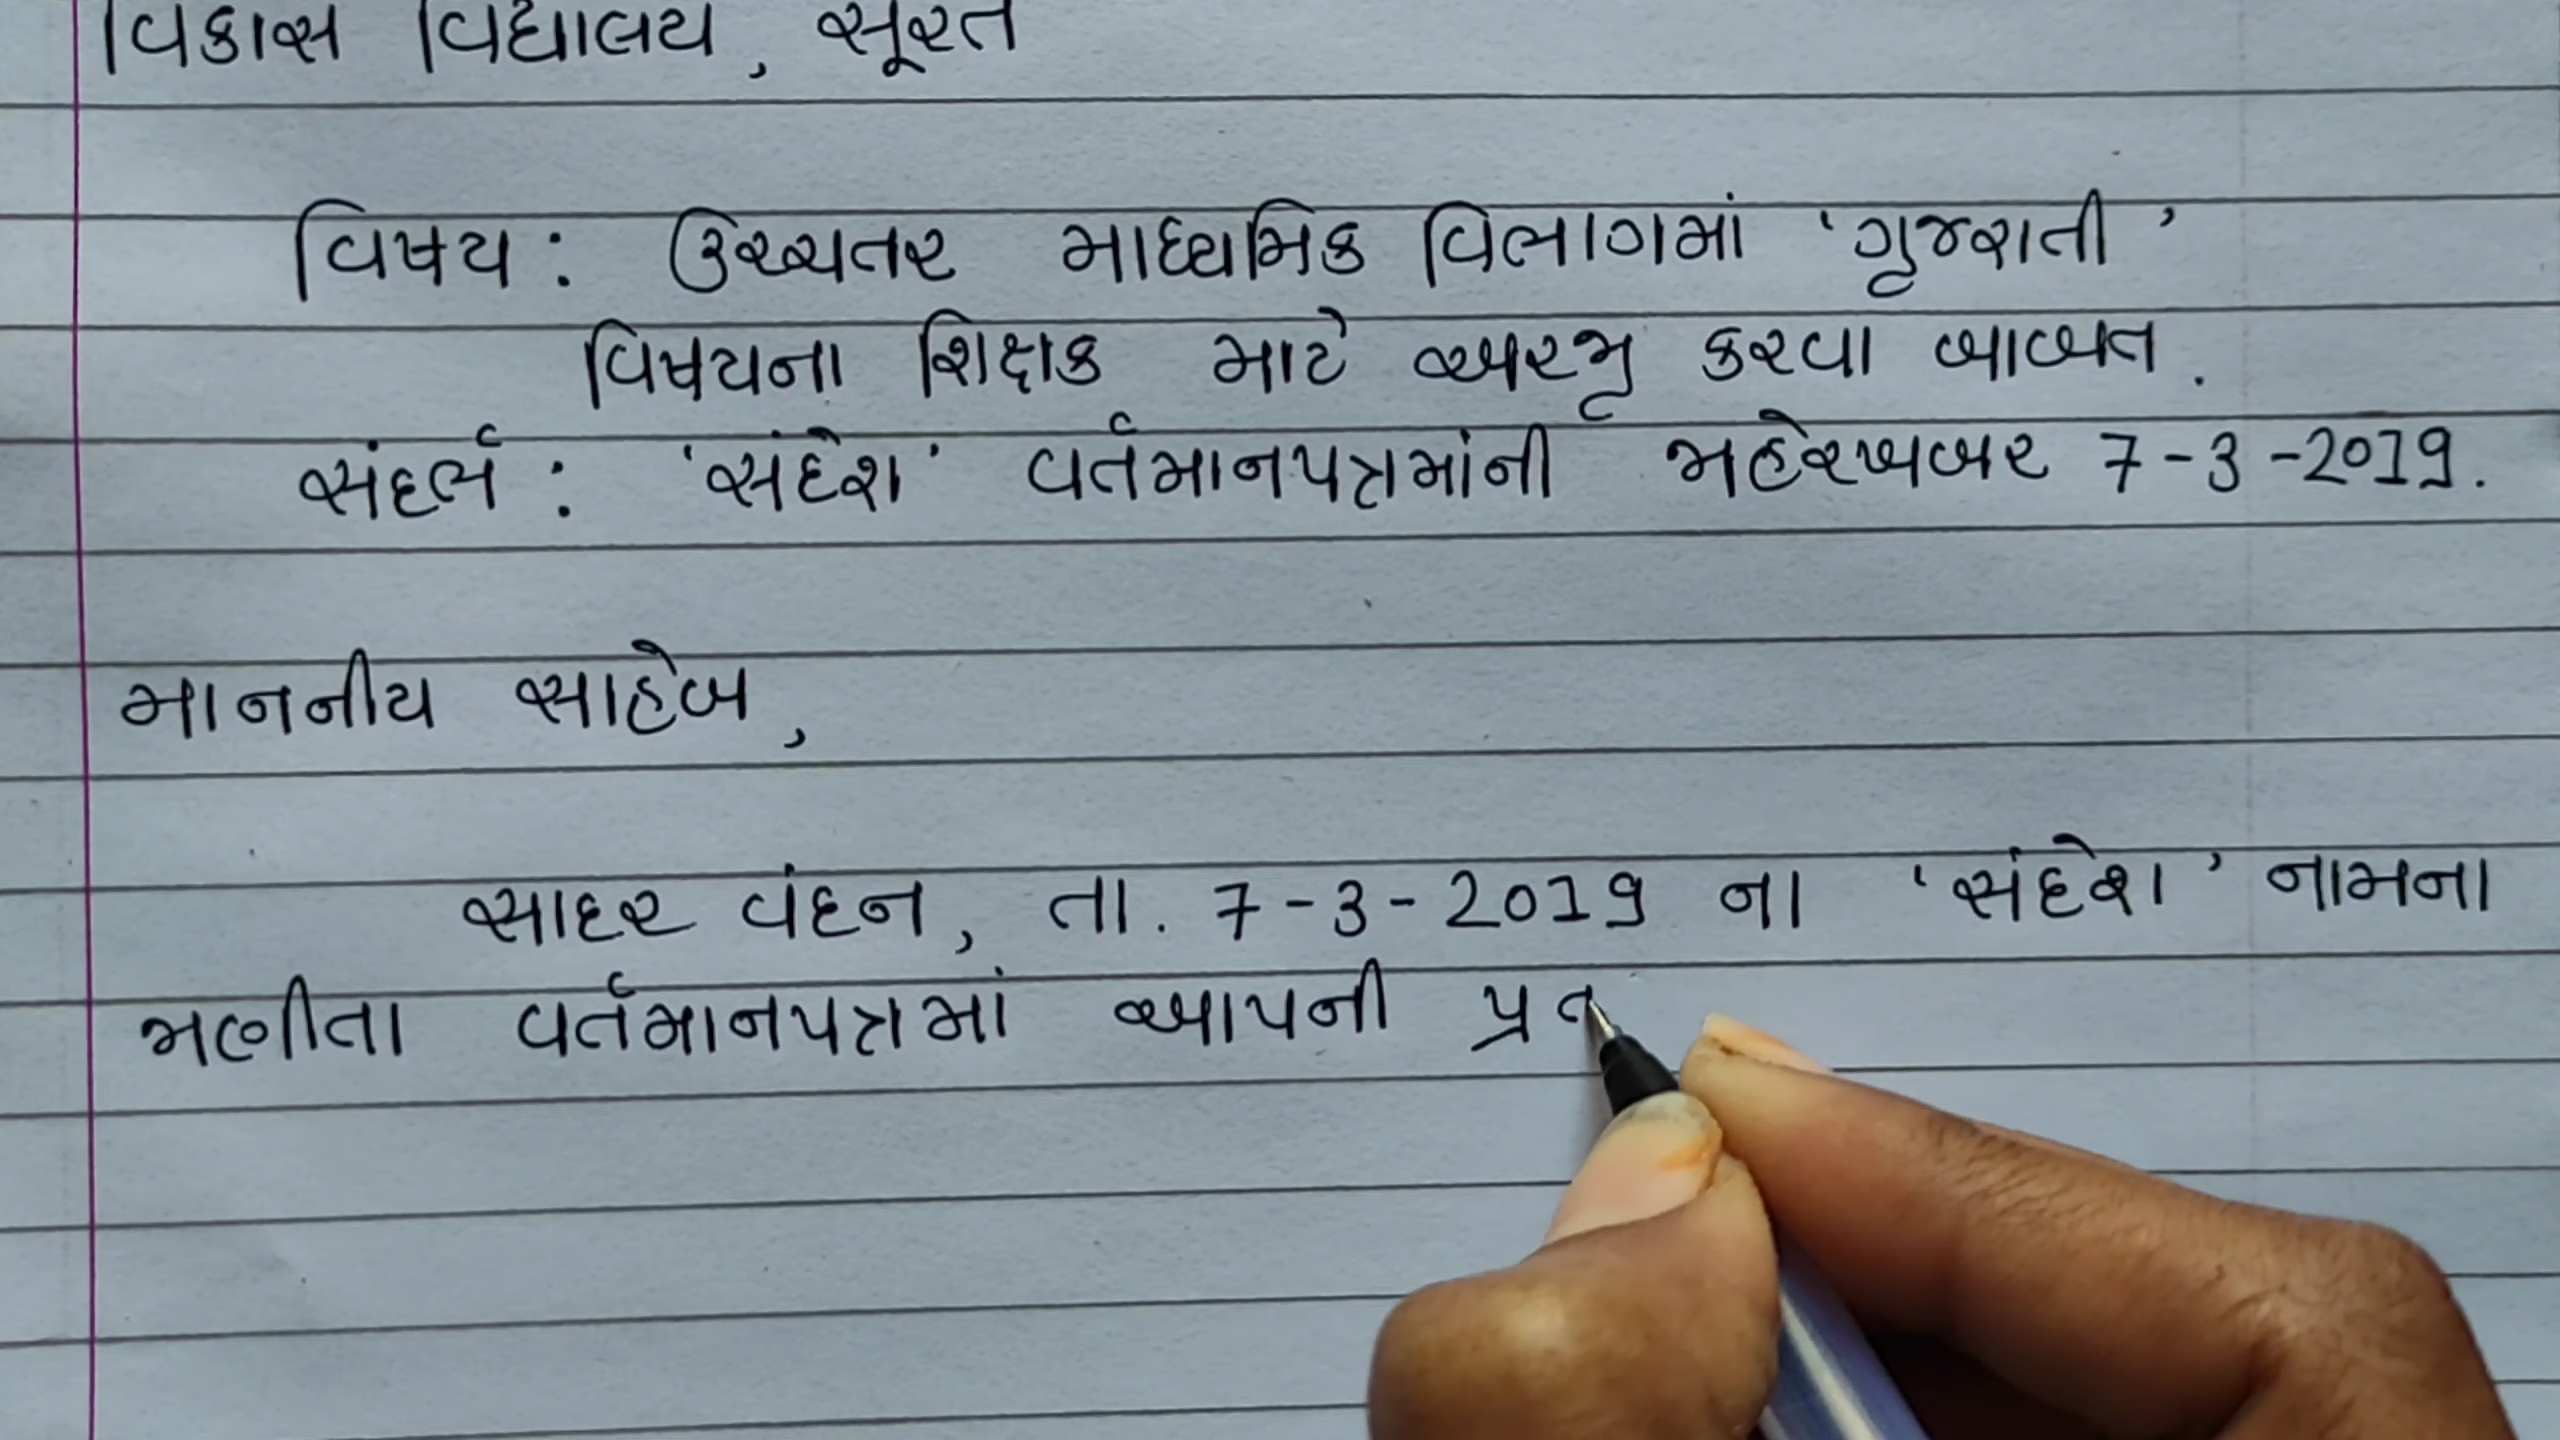 વિકાસ વિદ્યાલય, સૂરત
વિષય : ઉચ્ચતર માધ્યમિક વિભાગમાં 'ગુજરાતી'
વિષયના શિક્ષક માટે અરજી કરવા બાબત.
સંદર્ભ : 'સંદેશ' વર્તમાનપત્રમાંની જાહેરખબર 7-3-2019.
માનનીય સાહેબ,
સાદર વંદન, તા. 7-3-2019 ના 'સંદેશ' નામના
જાણીતા વર્તમાનપત્રમાં આપની પ્ર